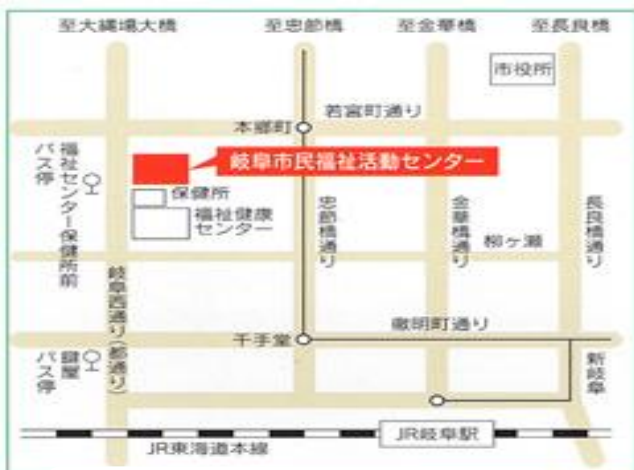 至大縄場大橋
至忠節橋
至金華橋
至長良橋
市役所
若宮町通り
本郷町
岐阜市民福祉活動センター
福祉センター保健所前
バス停
保健所
福祉健康
センター
忠節橋通り
金華橋通り
長良橋通り
柳ヶ瀬
岐阜西通り(都通り)
徹明町通り
千手堂
鍵屋
バス停
新岐阜
JR岐阜駅
JR東海道本線